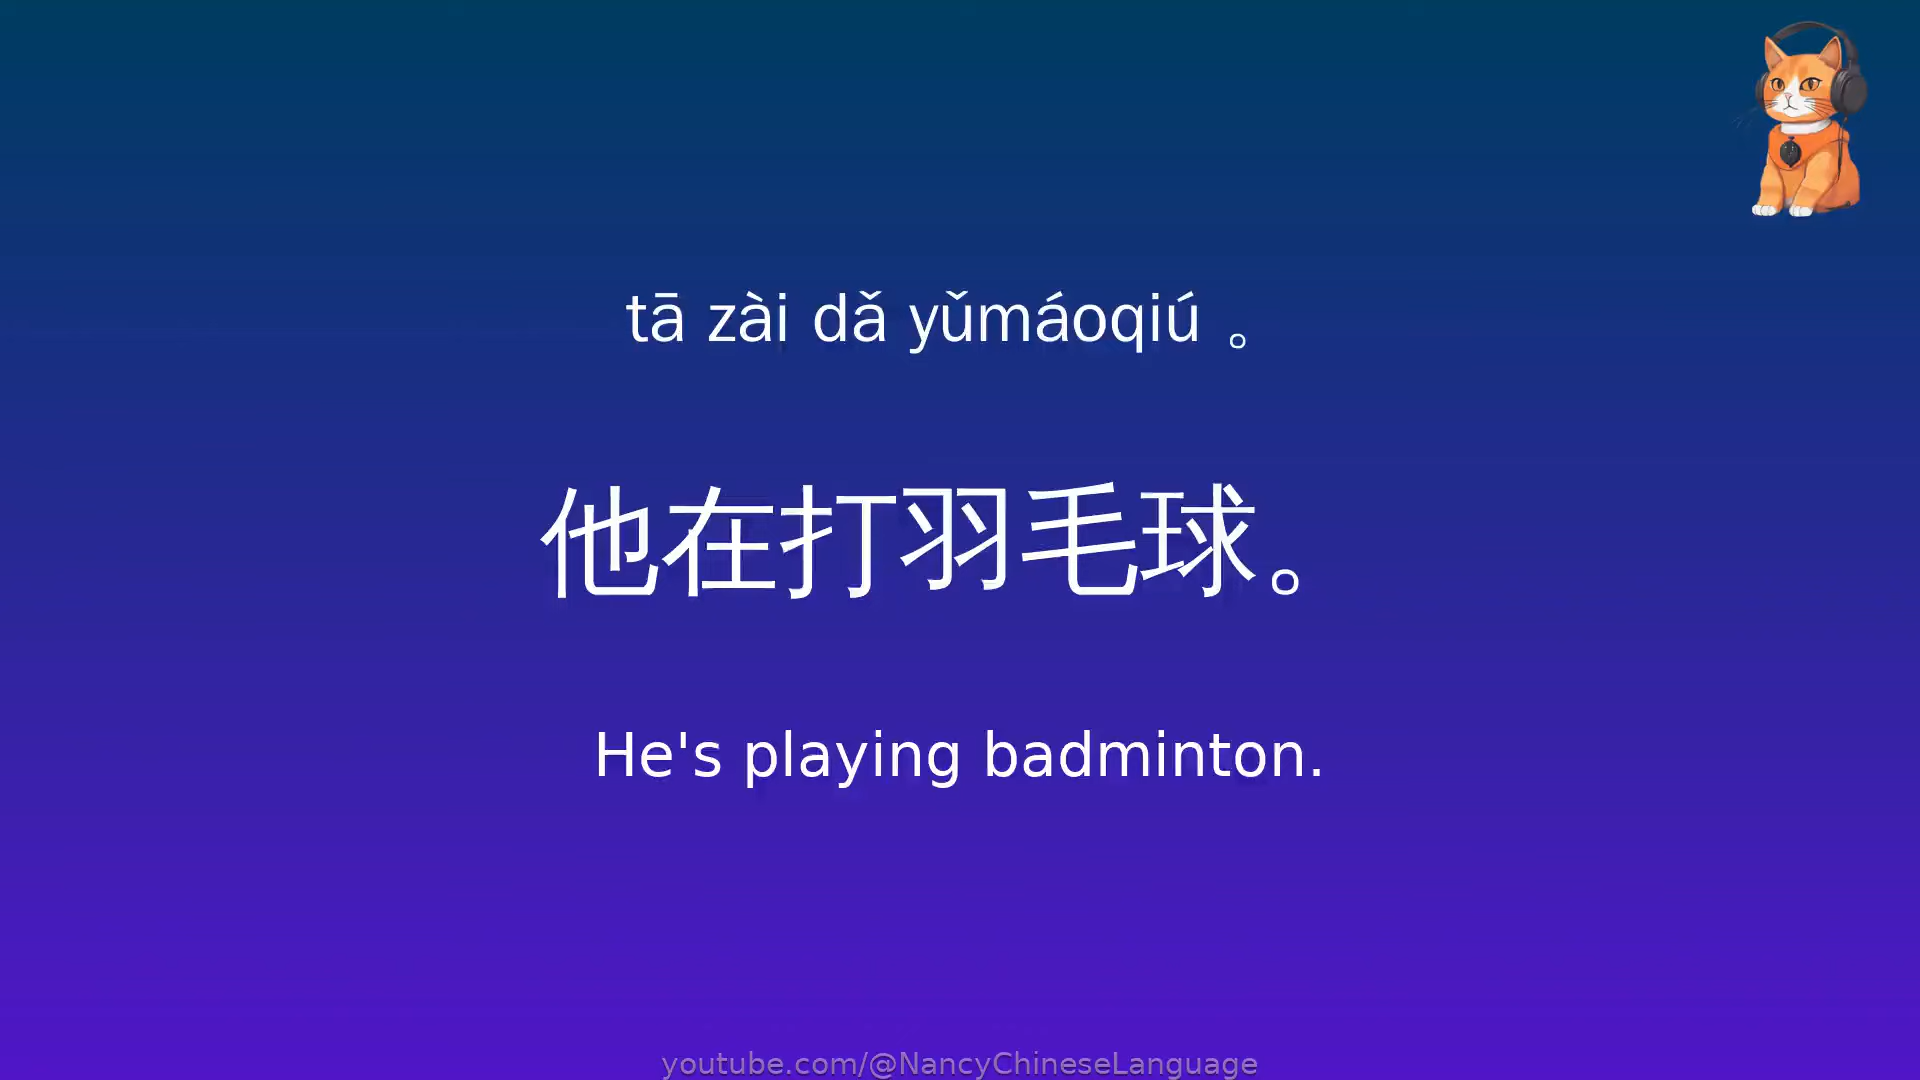 tā zài dǎ yǔmáoqiú 。
他在打羽毛球。
He's playing badminton.
youtube.com/@NancyChineseLanguage